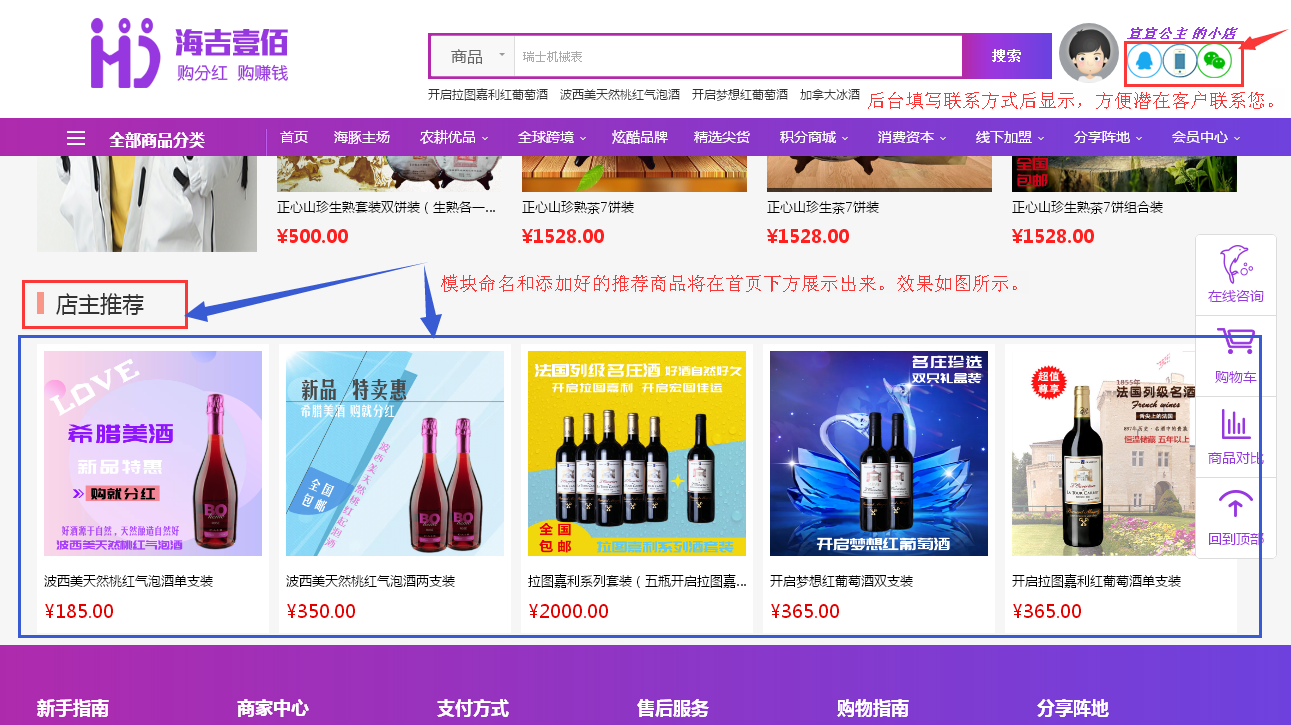 海吉壹佰
购分红 购赚钱
商品
瑞士机械表
搜索
宣宣公主 的小店
开启拉图嘉利红葡萄酒 波西美天然桃红气泡酒 开启梦想红葡萄酒 加拿大冰酒
后台填写联系方式后显示，方便潜在客户联系您。
全部商品分类
首页 海豚主场 农耕优品 全球跨境 炫酷品牌 精选尖货 积分商城 消费资本 线下加盟 分享阵地 会员中心
全国
包邮
正心山珍生熟套装双饼装 ( 生熟各一...
¥500.00
正心山珍熟茶7饼装
¥1528.00
正心山珍生茶7饼装
¥1528.00
正心山珍生熟茶7饼组合装
¥1528.00
模块命名和添加好的推荐商品将在首页下方展示出来。效果如图所示。
店主推荐
在线咨询
购物车
商品对比
回到顶部
LOVE
希腊美酒
新品特惠
购就分红
好酒源于自然，天然酿造自然好
波西美天然桃红气泡酒
BO
波西美天然桃红气泡酒单支装
¥185.00
新品 特卖惠
希腊美酒 购就分红
波西美天然桃红起泡酒
全国
包邮
BO
BO
波西美天然桃红气泡酒两支装
¥350.00
法国列级名庄酒 好酒自然好久
开启拉图嘉利 开启宏图佳运
全国
包邮
拉图嘉利系列酒套装
拉图嘉利系列套装 ( 五瓶开启拉图嘉...
¥2000.00
名庄珍选
双只礼盒装
开启梦想红葡萄酒
开启梦想红葡萄酒双支装
¥365.00
超值
尊享
1855年
法国列级名酒
French wines
舌尖上的法国
恒温储藏 五年以上
LA TOUR CARNET
开启拉图嘉利红葡萄酒单支装
¥365.00
新手指南 商家中心 支付方式 售后服务 购物指南 分享阵地